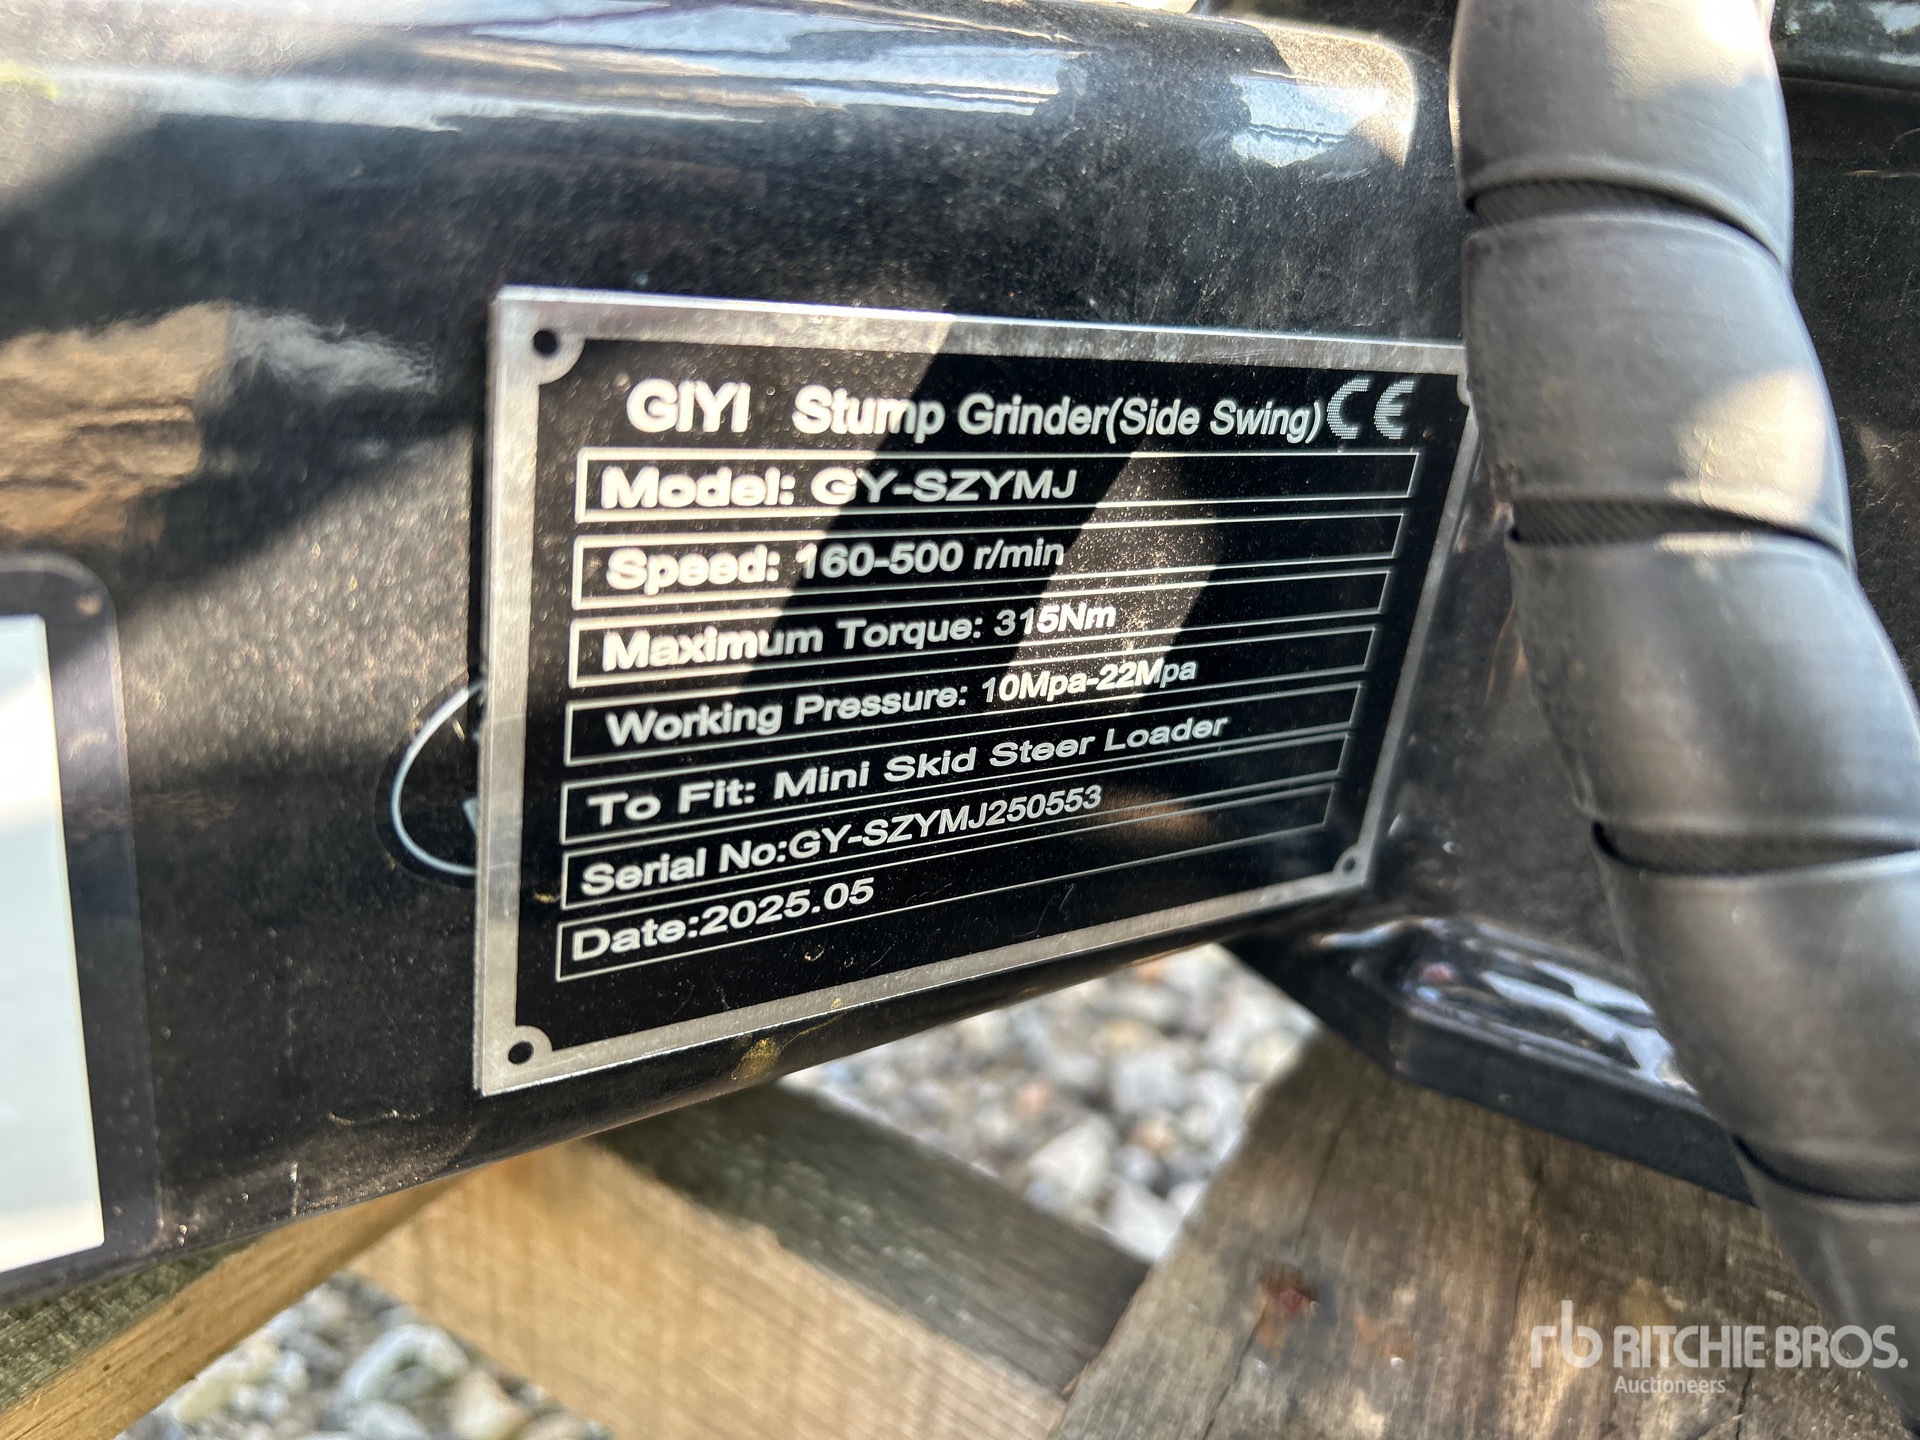 GIYI Stump Grinder(Side Swing) CE
Model: GY-SZYMJ
Speed: 160-500 r/min
Maximum Torque: 315Nm
Working Pressure: 10Mpa-22Mpa
To Fit: Mini Skid Steer Loader
Serial No:GY-SZYMJ250553
Date:2025.05
rb RITCHIE BROS.
Auctioneers